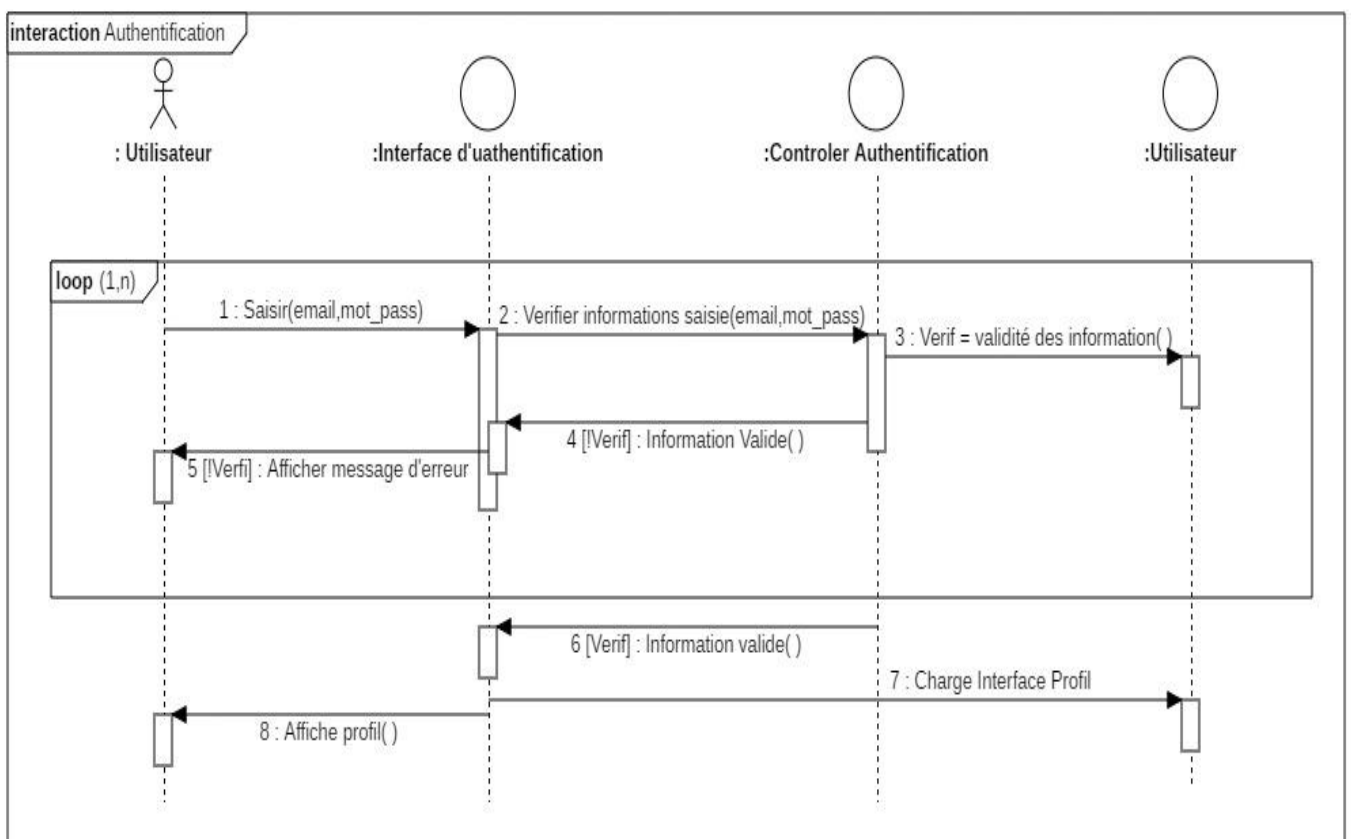 interaction Authentification
: Utilisateur
:Interface d'uathentification
:Controler Authentification
:Utilisateur
loop (1,n)
1 : Saisir(email,mot_pass)
2 : Verifier informations saisie(email,mot_pass)
3 : Verif = validité des information( )
4 [!Verif] : Information Valide( )
5 [!Verfi] : Afficher message d'erreur
6 [Verif] : Information valide( )
7 : Charge Interface Profil
8 : Affiche profil( )